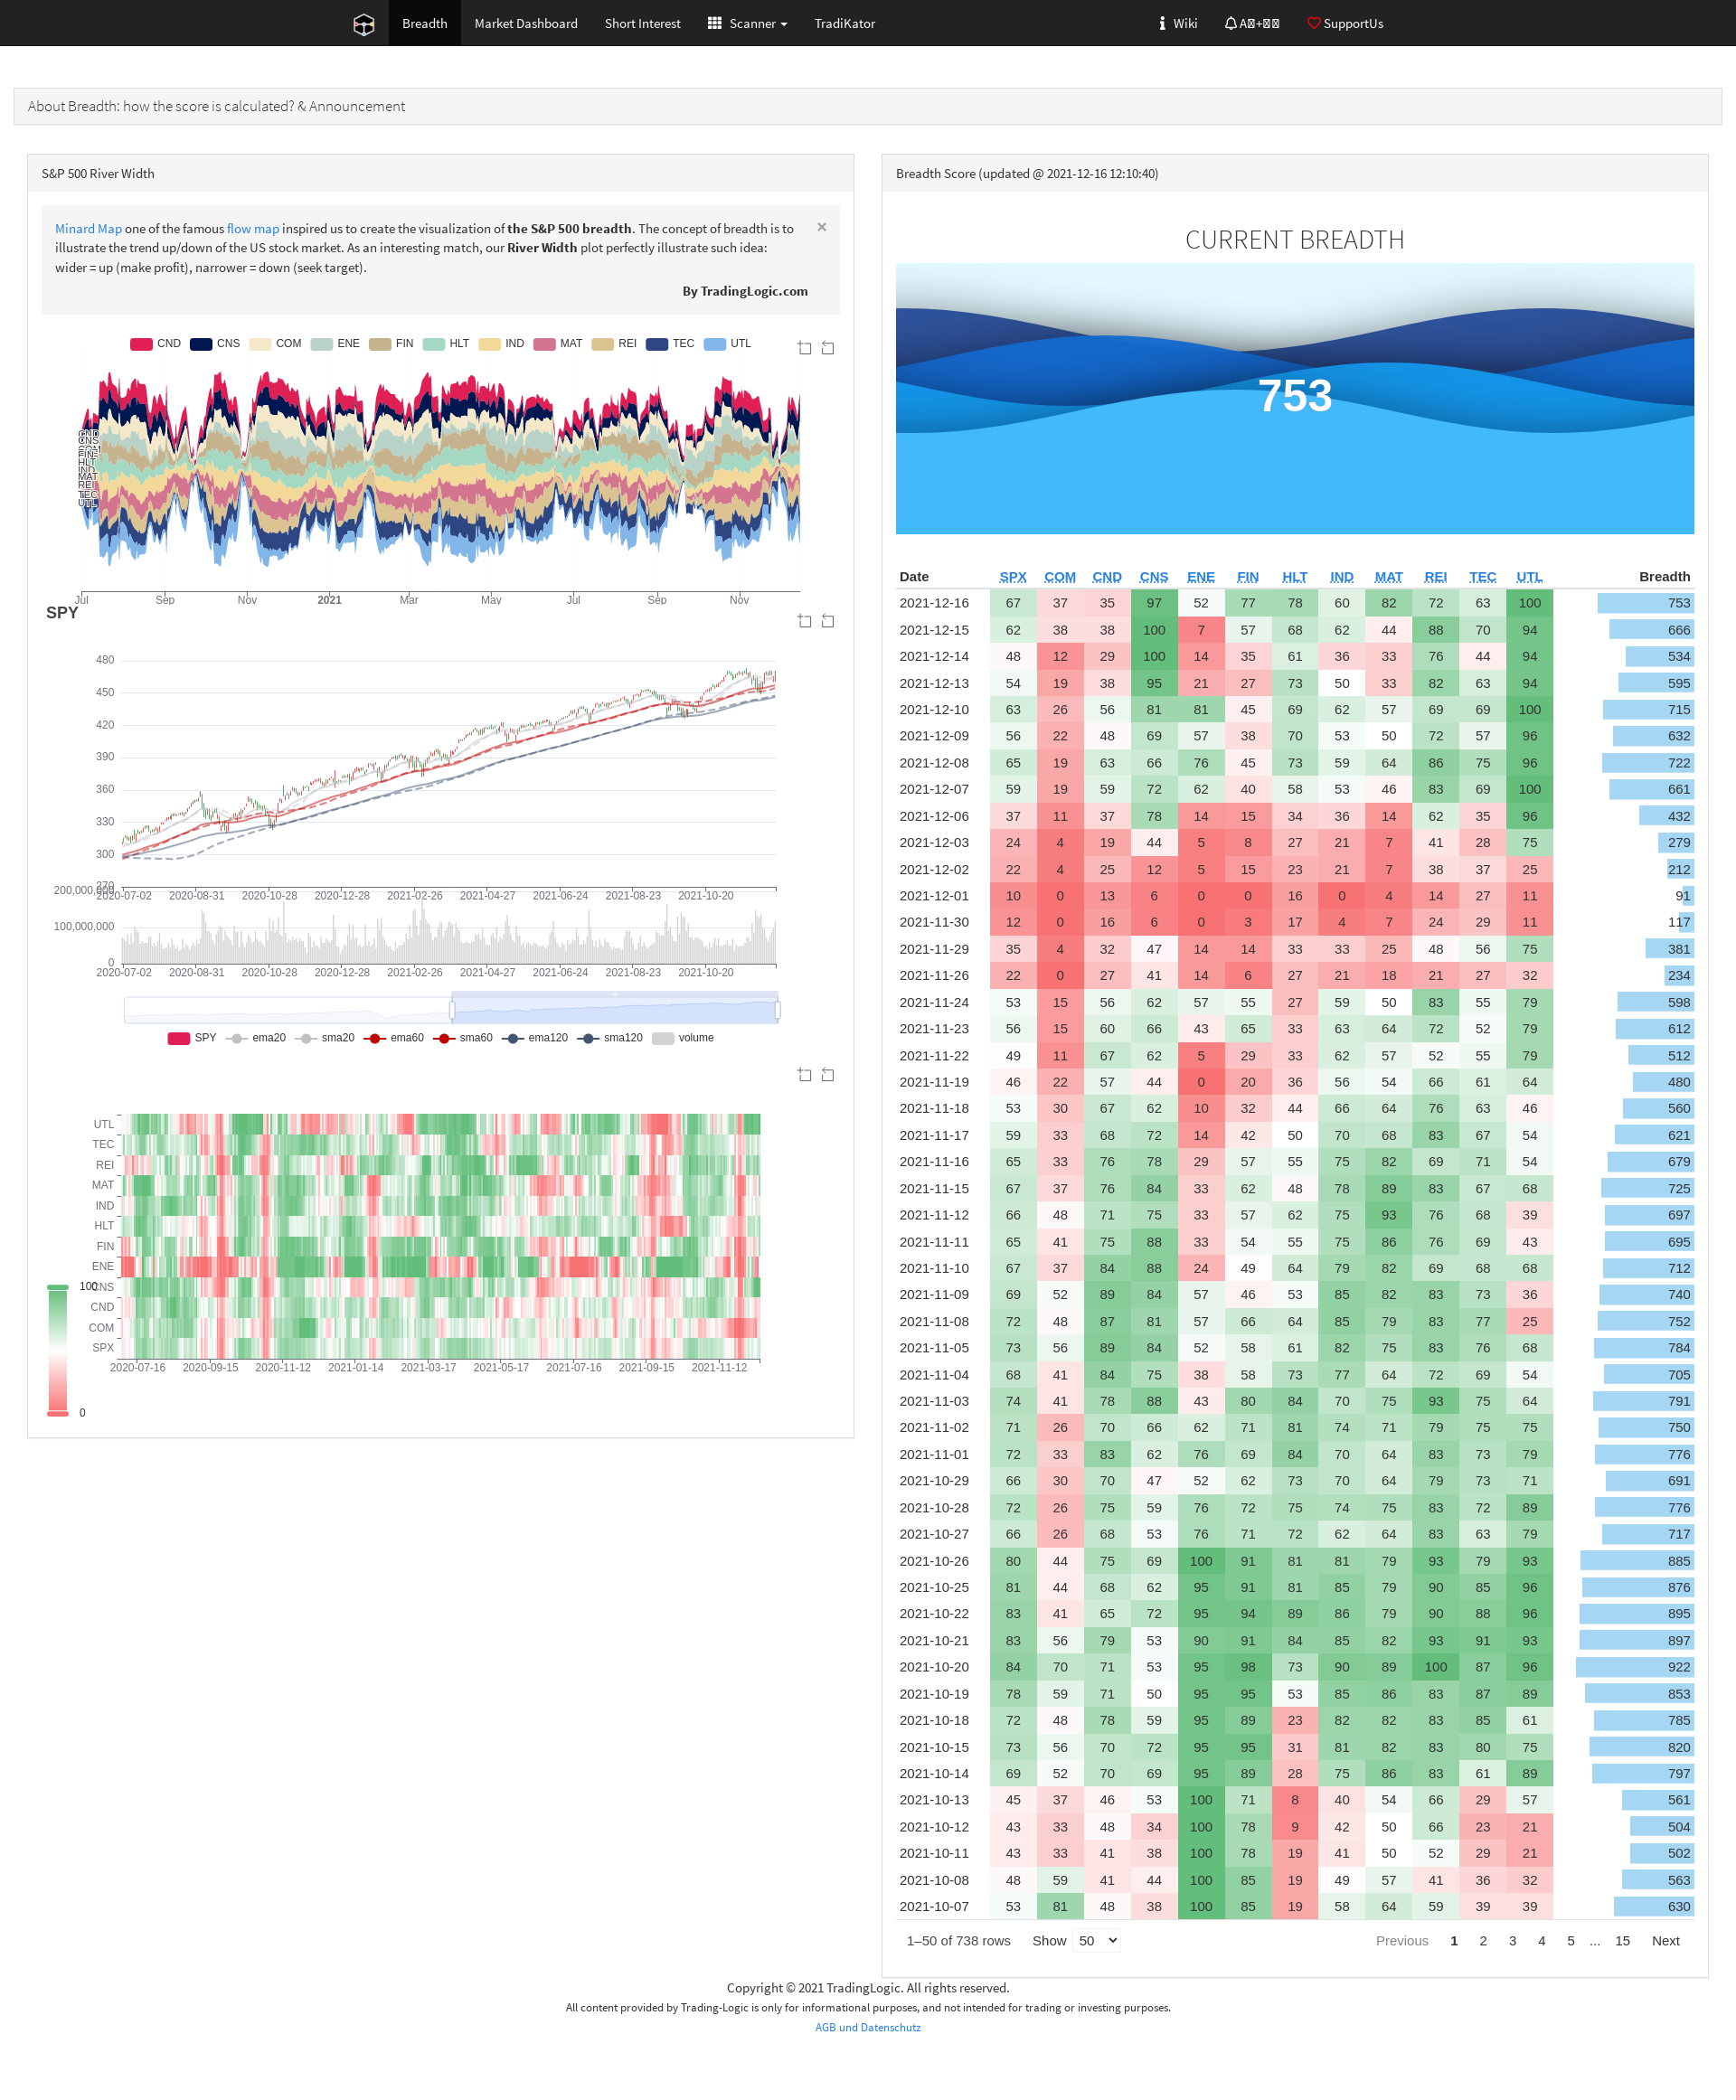 Breadth
Market Dashboard
Short Interest
Scanner
TradiKator
Wiki
SupportUs
About Breadth: how the score is calculated? & Announcement
S&P 500 River Width
Minard Map one of the famous flow map inspired us to create the visualization of the S&P 500 breadth. The concept of breadth is to
illustrate the trend up/down of the US stock market. As an interesting match, our River Width plot perfectly illustrate such idea:
wider = up (make profit), narrower = down (seek target).
×
By TradingLogic.com
CND CNS COM ENE FIN HLT IND MAT REI TEC UTL
CNS
HLT
MAT
REI
TEC
UTL
Jul Sep Nov 2021 Mar May Jul Sep Nov
SPY
480
450
420
390
360
330
300
270
2020-07-02 2020-08-31 2020-10-28 2020-12-28 2021-02-26 2021-04-27 2021-06-24 2021-08-23 2021-10-20
200,000,000
100,000,000
0
2020-07-02 2020-08-31 2020-10-28 2020-12-28 2021-02-26 2021-04-27 2021-06-24 2021-08-23 2021-10-20
SPY ema20 sma20 ema60 sma60 ema120 sma120 volume
UTL
TEC
REI
MAT
IND
HLT
FIN
ENE
CNS
CND
COM
SPX
100
0
2020-07-16 2020-09-15 2020-11-12 2021-01-14 2021-03-17 2021-05-17 2021-07-16 2021-09-15 2021-11-12
Breadth Score (updated @ 2021-12-16 12:10:40)
CURRENT BREADTH
753
Date SPX COM CND CNS ENE FIN HLT IND MAT REI TEC UTL Breadth
2021-12-16 67 37 35 97 52 77 78 60 82 72 63 100 753
2021-12-15 62 38 38 100 7 57 68 62 44 88 70 94 666
2021-12-14 48 12 29 100 14 35 61 36 33 76 44 94 534
2021-12-13 54 19 38 95 21 27 73 50 33 82 63 94 595
2021-12-10 63 26 56 81 81 45 69 62 57 69 69 100 715
2021-12-09 56 22 48 69 57 38 70 53 50 72 57 96 632
2021-12-08 65 19 63 66 76 45 73 59 64 86 75 96 722
2021-12-07 59 19 59 72 62 40 58 53 46 83 69 100 661
2021-12-06 37 11 37 78 14 15 34 36 14 62 35 96 432
2021-12-03 24 4 19 44 5 8 27 21 7 41 28 75 279
2021-12-02 22 4 25 12 5 15 23 21 7 38 37 25 212
2021-12-01 10 0 13 6 0 0 16 0 4 14 27 11 91
2021-11-30 12 0 16 6 0 3 17 4 7 24 29 11 117
2021-11-29 35 4 32 47 14 14 33 33 25 48 56 75 381
2021-11-26 22 0 27 41 14 6 27 21 18 21 27 32 234
2021-11-24 53 15 56 62 57 55 27 59 50 83 55 79 598
2021-11-23 56 15 60 66 43 65 33 63 64 72 52 79 612
2021-11-22 49 11 67 62 5 29 33 62 57 52 55 79 512
2021-11-19 46 22 57 44 0 20 36 56 54 66 61 64 480
2021-11-18 53 30 67 62 10 32 44 66 64 76 63 46 560
2021-11-17 59 33 68 72 14 42 50 70 68 83 67 54 621
2021-11-16 65 33 76 78 29 57 55 75 82 69 71 54 679
2021-11-15 67 37 76 84 33 62 48 78 89 83 67 68 725
2021-11-12 66 48 71 75 33 57 62 75 93 76 68 39 697
2021-11-11 65 41 75 88 33 54 55 75 86 76 69 43 695
2021-11-10 67 37 84 88 24 49 64 79 82 69 68 68 712
2021-11-09 69 52 89 84 57 46 53 85 82 83 73 36 740
2021-11-08 72 48 87 81 57 66 64 85 79 83 77 25 752
2021-11-05 73 56 89 84 52 58 61 82 75 83 76 68 784
2021-11-04 68 41 84 75 38 58 73 77 64 72 69 54 705
2021-11-03 74 41 78 88 43 80 84 70 75 93 75 64 791
2021-11-02 71 26 70 66 62 71 81 74 71 79 75 75 750
2021-11-01 72 33 83 62 76 69 84 70 64 83 73 79 776
2021-10-29 66 30 70 47 52 62 73 70 64 79 73 71 691
2021-10-28 72 26 75 59 76 72 75 74 75 83 72 89 776
2021-10-27 66 26 68 53 76 71 72 62 64 83 63 79 717
2021-10-26 80 44 75 69 100 91 81 81 79 93 79 93 885
2021-10-25 81 44 68 62 95 91 81 85 79 90 85 96 876
2021-10-22 83 41 65 72 95 94 89 86 79 90 88 96 895
2021-10-21 83 56 79 53 90 91 84 85 82 93 91 93 897
2021-10-20 84 70 71 53 95 98 73 90 89 100 87 96 922
2021-10-19 78 59 71 50 95 95 53 85 86 83 87 89 853
2021-10-18 72 48 78 59 95 89 23 82 82 83 85 61 785
2021-10-15 73 56 70 72 95 95 31 81 82 83 80 75 820
2021-10-14 69 52 70 69 95 89 28 75 86 83 61 89 797
2021-10-13 45 37 46 53 100 71 8 40 54 66 29 57 561
2021-10-12 43 33 48 34 100 78 9 42 50 66 23 21 504
2021-10-11 43 33 41 38 100 78 19 41 50 52 29 21 502
2021-10-08 48 59 41 44 100 85 19 49 57 41 36 32 563
2021-10-07 53 81 48 38 100 85 19 58 64 59 39 39 630
1–50 of 738 rows Show 50 Previous 1 2 3 4 5 ... 15 Next
Copyright © 2021 TradingLogic. All rights reserved.
All content provided by Trading-Logic is only for informational purposes, and not intended for trading or investing purposes.
AGB und Datenschutz